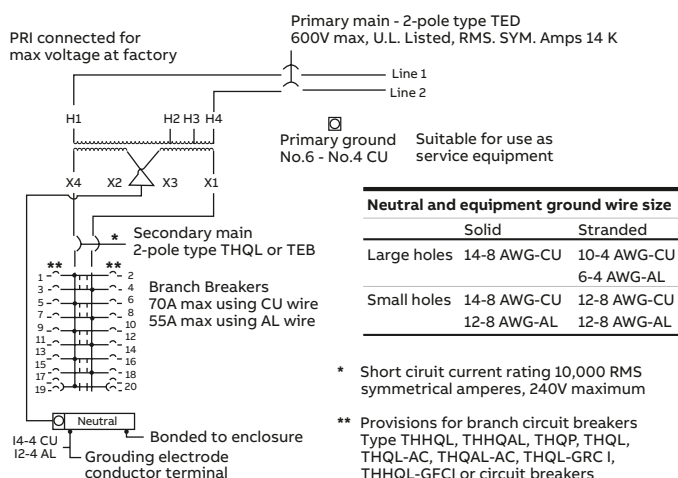 Primary main - 2-pole type TED
600V max, U.L. Listed, RMS. SYM. Amps 14 K
PRI connected for
max voltage at factory
Line 1
Line 2
H1 H2 H3 H4
Primary ground
No.6 - No.4 CU
Suitable for use as
service equipment
X4 X2 X3 X1
* Secondary main
2-pole type THQL or TEB
** **
1 2
3 4
5 6
7 8
9 10
11 12
13 14
15 16
17 18
19 20
Branch Breakers
70A max using CU wire
55A max using AL wire
Neutral
Bonded to enclosure
I4-4 CU
I2-4 AL
Grounding electrode
conductor terminal
Neutral and equipment ground wire size
Solid Stranded
Large holes 14-8 AWG-CU 10-4 AWG-CU
6-4 AWG-AL
Small holes 14-8 AWG-CU 12-8 AWG-CU
12-8 AWG-AL 12-8 AWG-AL
* Short ciruit current rating 10,000 RMS
symmetrical amperes, 240V maximum
** Provisions for branch circuit breakers
Type THHQL, THHQAL, THQP, THQL,
THQL-AC, THQAL-AC, THQL-GRC I,
THHQL-GFCI or circuit breakers